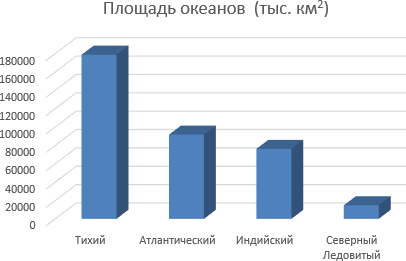 Площадь океанов (тыс. км²)
180000
160000
140000
120000
100000
80000
60000
40000
20000
0
Тихий
Атлантический
Индийский
Северный
Ледовитый